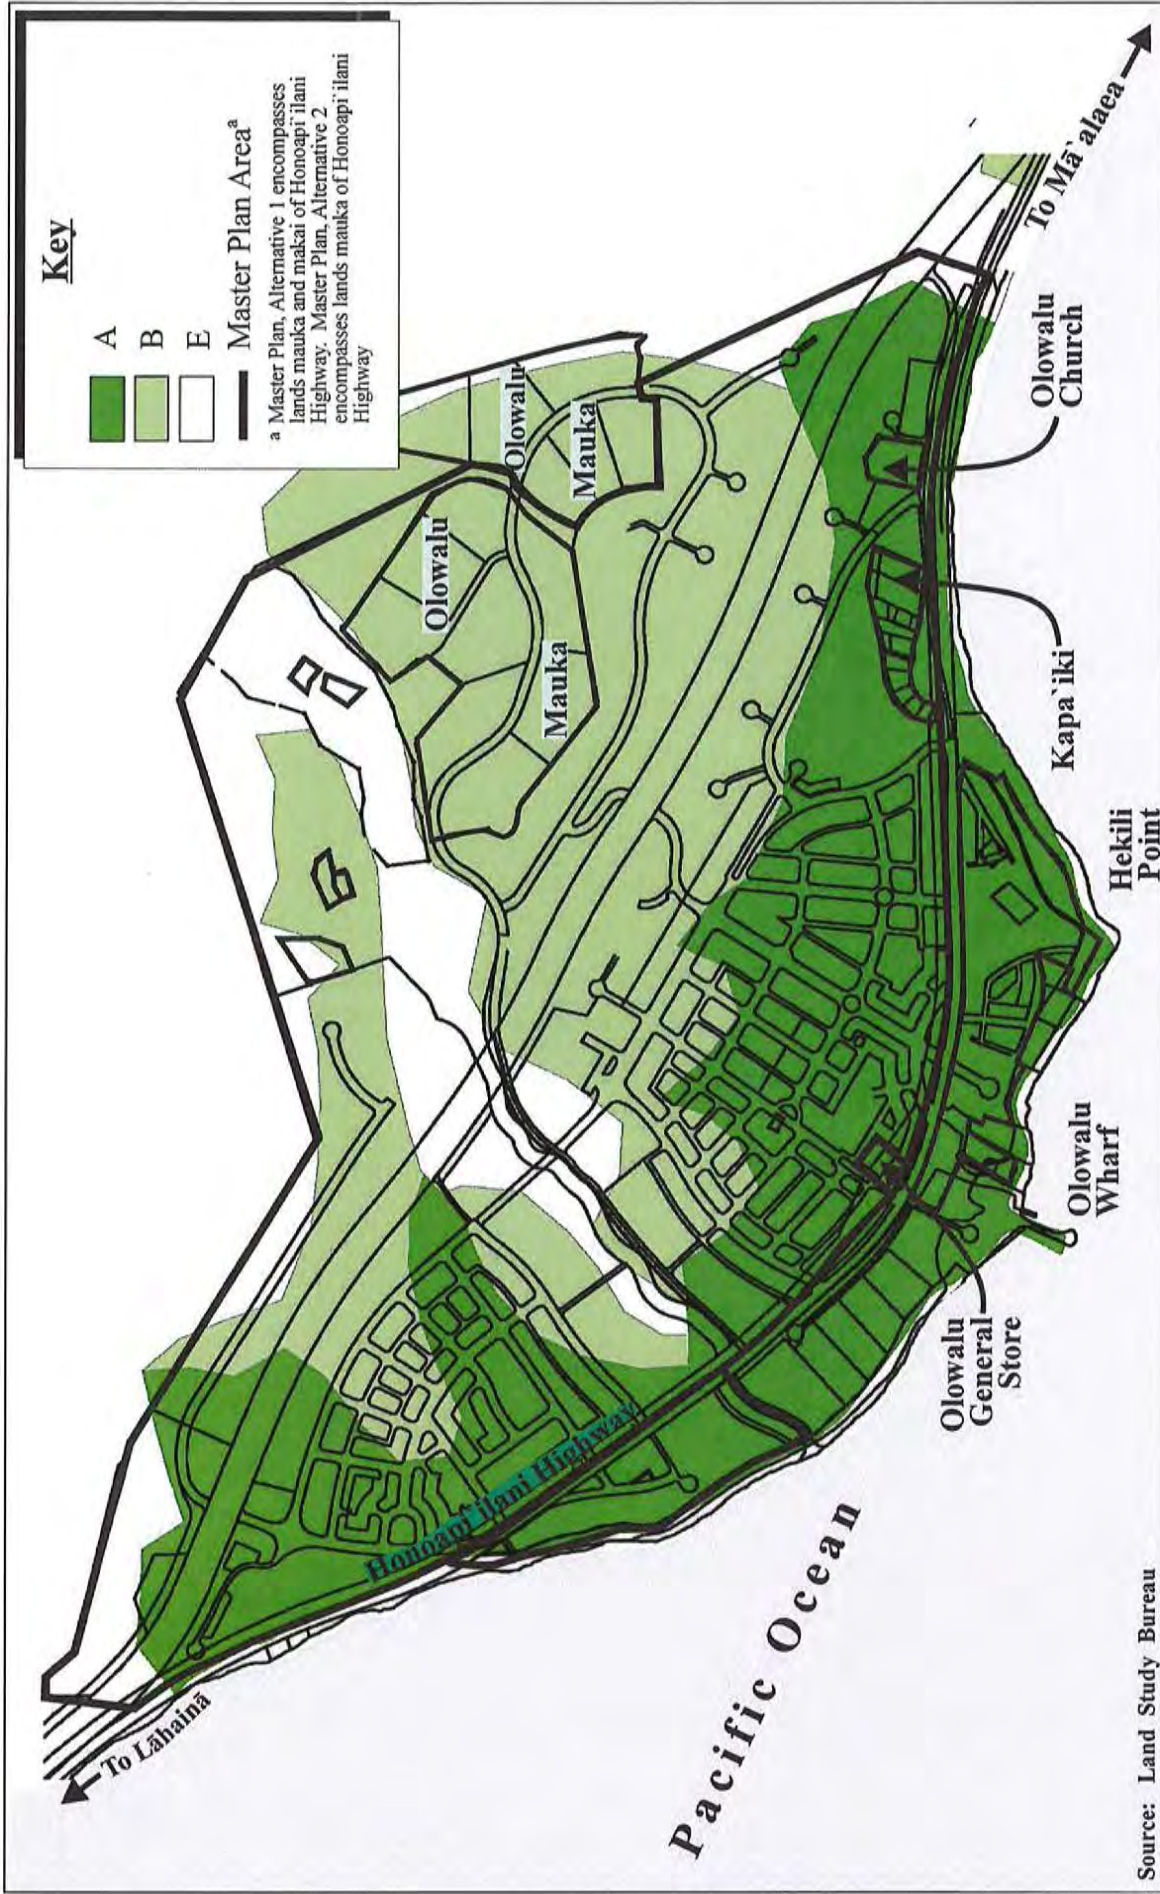 Key
A
B
E
Master Plan Area a
a Master Plan, Alternative 1 encompasses
lands mauka and makai of Honoapi`ilani
Highway. Master Plan, Alternative 2
encompasses lands mauka of Honoapi`ilani
Highway
Olowalu
Mauka
Olowalu
Mauka
To Mā`alaea
Olowalu
Church
Kapa`iki
Hekili
Point
Olowalu
Wharf
Olowalu
General
Store
Honoapi`ilani Highway
To Lāhainā
Pacific Ocean
Source: Land Study Bureau